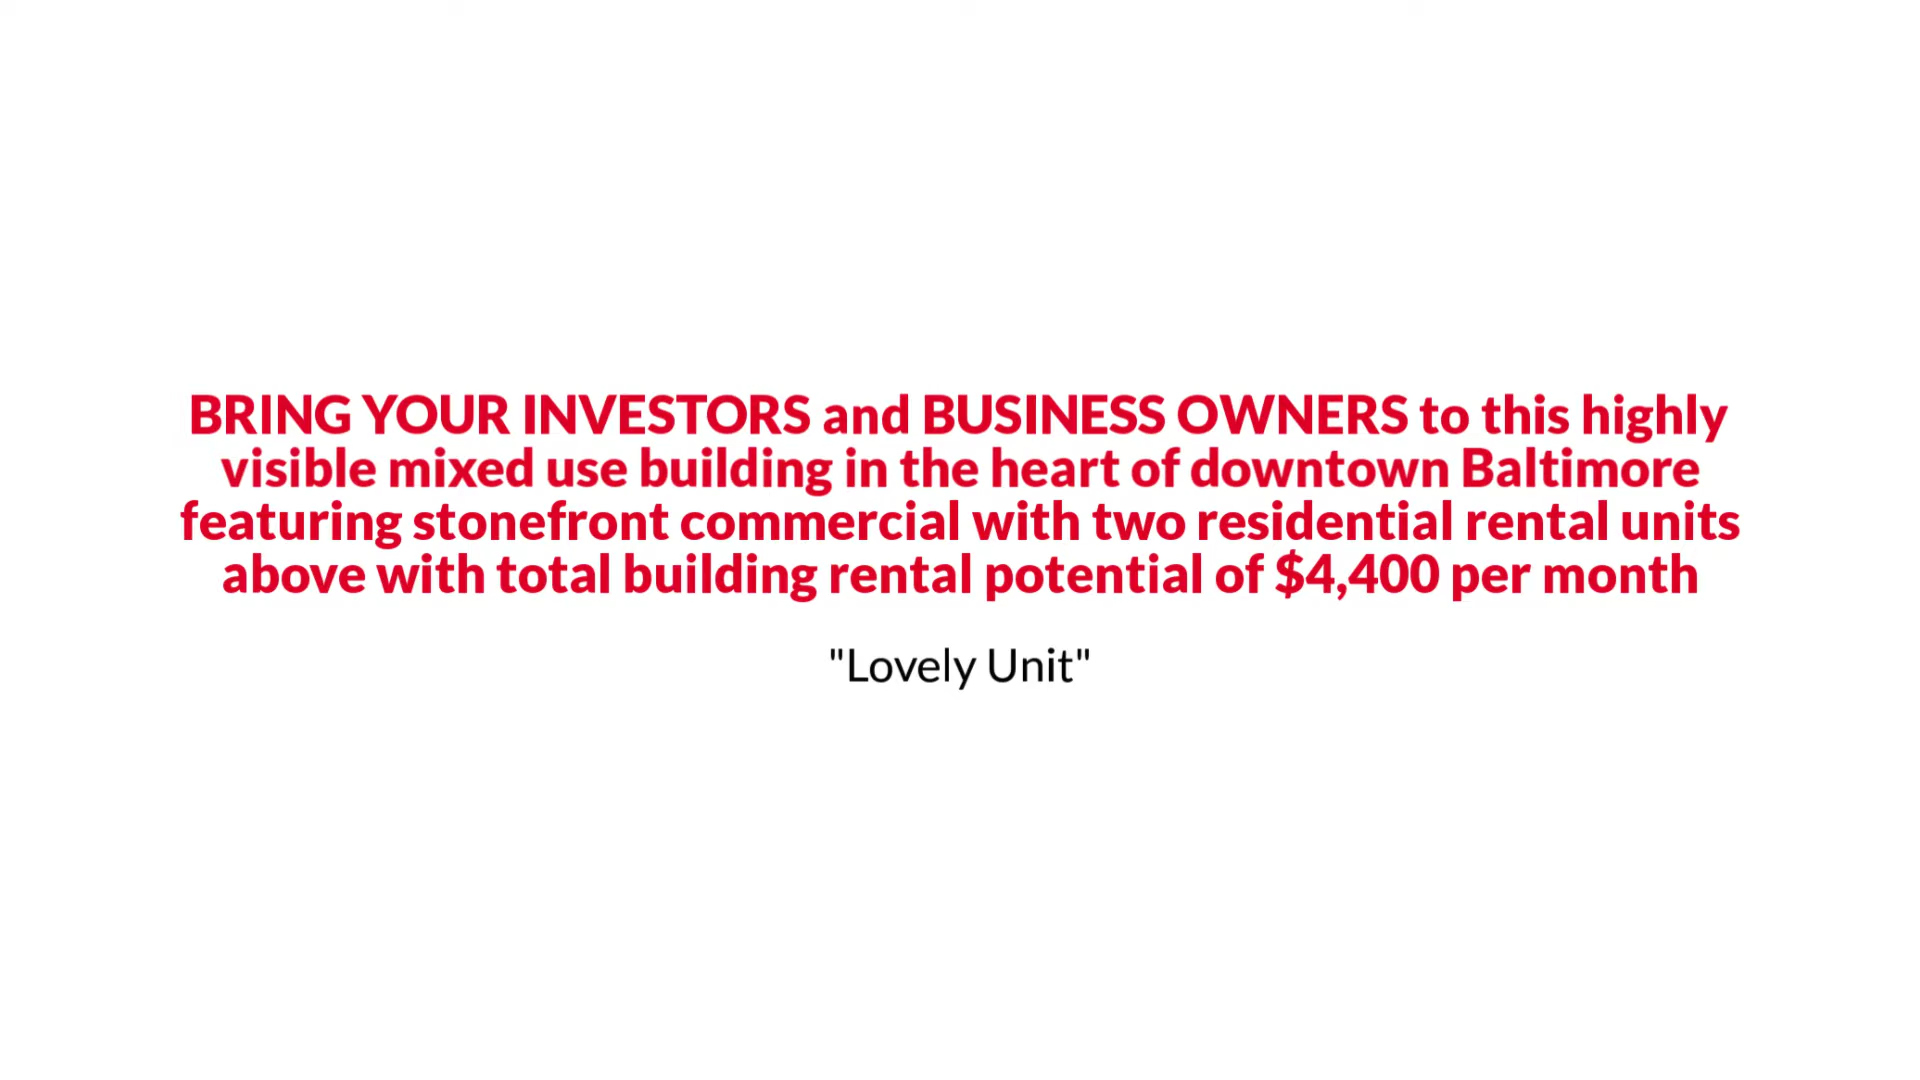 BRING YOUR INVESTORS and BUSINESS OWNERS to this highly
visible mixed use building in the heart of downtown Baltimore
featuring stonefront commercial with two residential rental units
above with total building rental potential of $4,400 per month
"Lovely Unit"